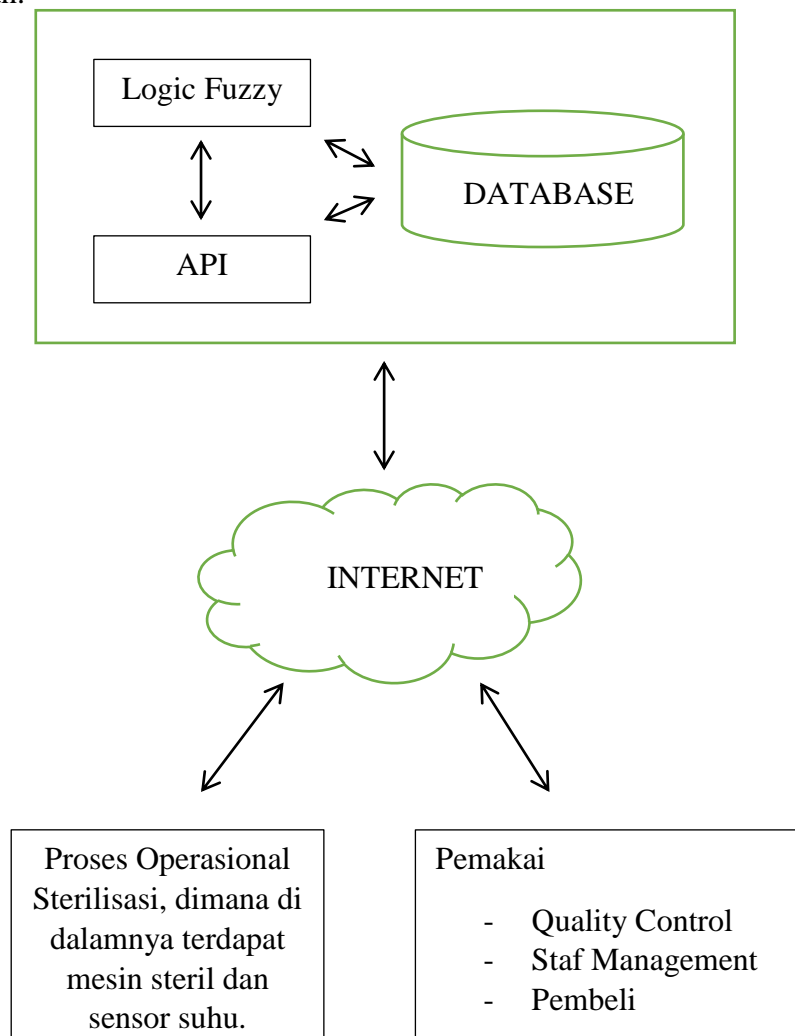 Logic Fuzzy
DATABASE
API
INTERNET
Proses Operasional
Sterilisasi, dimana di
dalamnya terdapat
mesin steril dan
sensor suhu.
Pemakai
- Quality Control
- Staf Management
- Pembeli